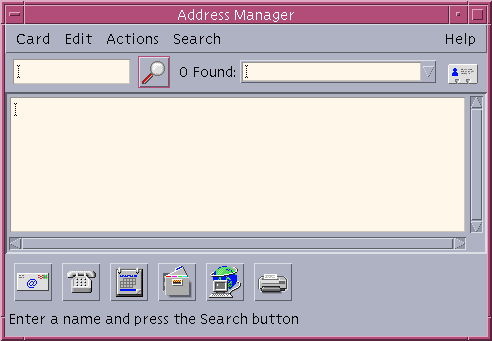 Address Manager
Card Edit Actions Search Help
0 Found:
@
Enter a name and press the Search button